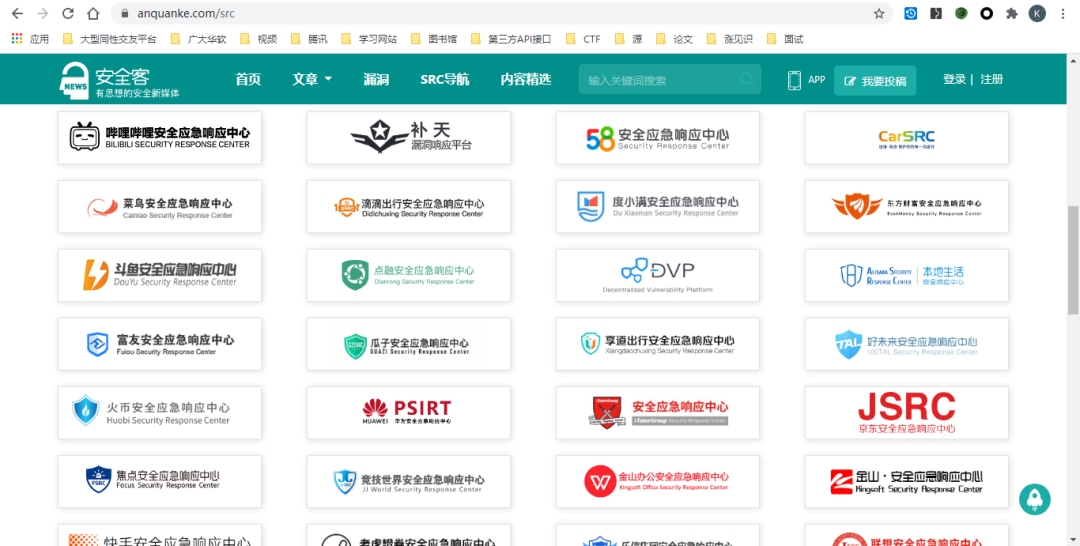 anquanke.com/src
K
应用 大型同性交友平台 广大华软 视频 腾讯 学习网站 图书馆 第三方API接口 CTF 源 论文 涨见识 面试
NEWS
安全客
有思想的安全新媒体
首页 文章 漏洞 SRC导航 内容精选 输入关键词搜索 APP 我要投稿 登录 | 注册
哔哩哔哩安全应急响应中心
BILIBILI SECURITY RESPONSE CENTER
补天
漏洞响应平台
58 安全应急响应中心
Security Response Center
CarSRC
菜鸟安全应急响应中心
Cainiao Security Response Center
滴滴出行安全应急响应中心
Didichuxing Security Response Center
度小满安全应急响应中心
Du Xiaoman Security Response Center
东方财富安全应急响应中心
EastMoney Security Response Center
斗鱼安全应急响应中心
DouYu Security Response Center
点融安全应急响应中心
Dianrong Security Response Center
DVP
Decentralized Vulnerability Platform
ALIBABA SECURITY
RESPONSE CENTER
本地生活
安全响应中心
富友安全应急响应中心
Fuiou Security Response Center
GZSRC
瓜子安全应急响应中心
GUAZI Security Response Center
享道出行安全应急响应中心
Xiangdaochuxing Security Response Center
TAL
好未来安全应急响应中心
100TAL Security Response Center
火币安全应急响应中心
Huobi Security Response Center
HUAWEI
PSIRT
华为安全应急响应中心
安全应急响应中心
iTutorGroup Security Response Center
JSRC
京东安全应急响应中心
PSRC
焦点安全应急响应中心
Focus Security Response Center
竞技世界安全应急响应中心
JJ World Security Response Center
金山办公安全应急响应中心
Kingsoft Office Security Response Center
金山·安全应急响应中心
Kingsoft Security Response Center
快手安全应急响应中心
老虎證券安全应急响应中心
乐信集团安全应急响应中心
联想安全应急响应中心